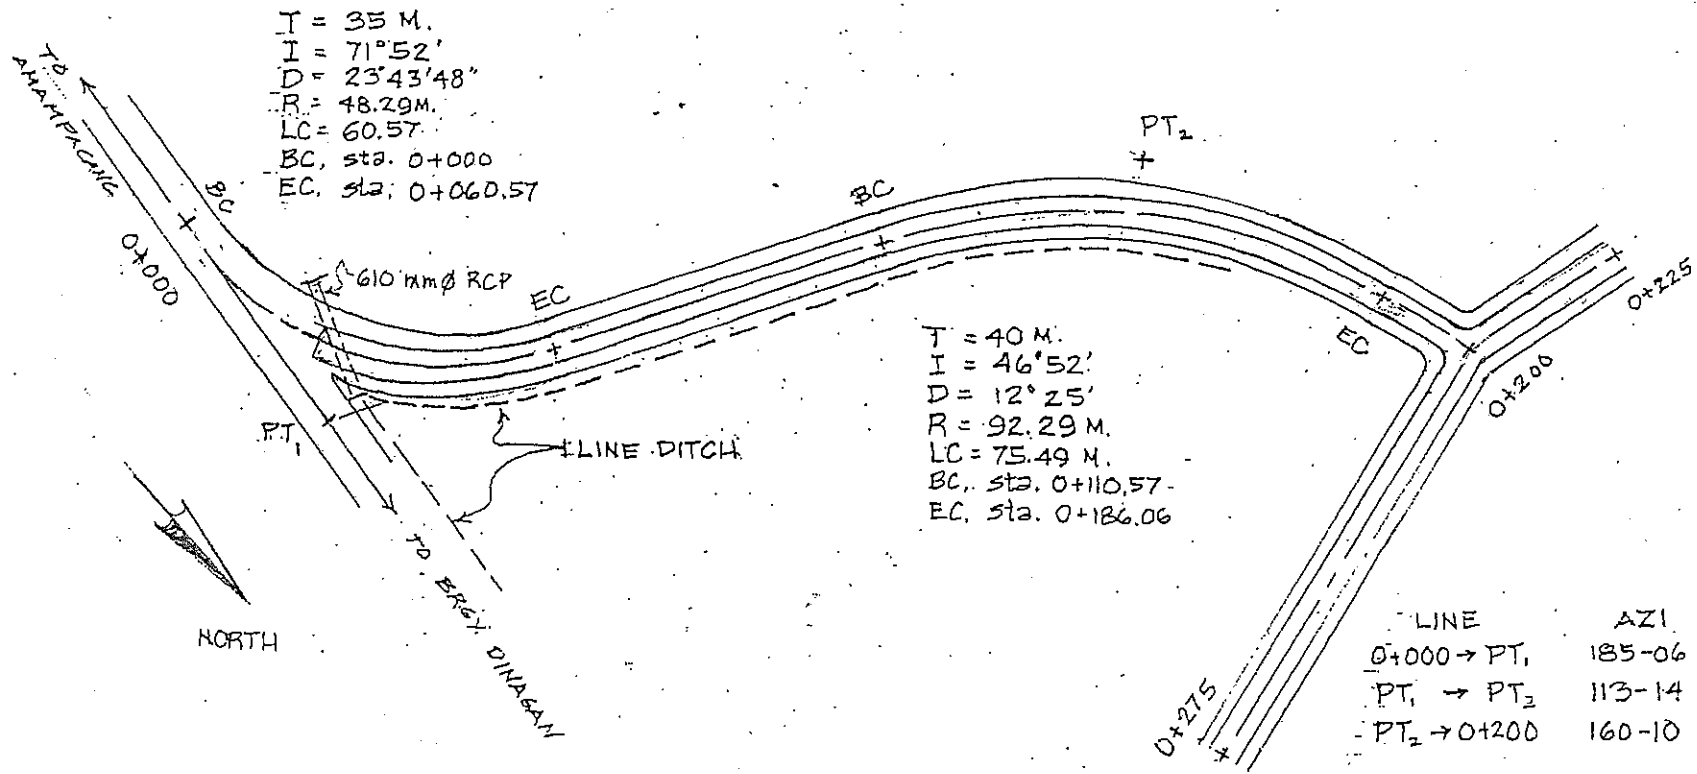 T = 35 M.
I = 71°52'
D = 23°43'48"
R = 48.29M.
LC = 60.57
BC, sta. 0+000
EC, sta. 0+060.57
TO
AMAMPACANG
BC
0+000
610 mmø RCP
EC
BC
PT₂
PT₁
LINE DITCH
T = 40 M.
I = 46°52'
D = 12°25'
R = 92.29 M.
LC = 75.49 M.
BC, sta. 0+110.57
EC, sta. 0+186.06
EC
0+225
0+200
NORTH
TO BRGY. DINAGAN
0+275
LINE AZI
0+000 → PT₁ 185-06
PT₁ → PT₂ 113-14
PT₂ → 0+200 160-10